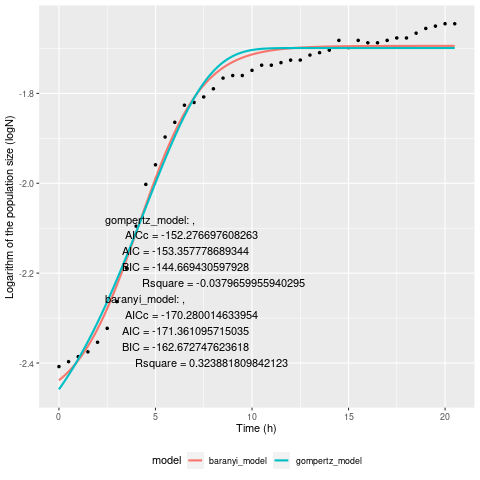 Logarithm of the population size (logN)
-1.8
-2.0
-2.2
-2.4
gompertz_model: ,
AICc = -152.276697608263
AIC = -153.357778689344
BIC = -144.669430597928
Rsquare = -0.0379659955940295
baranyi_model: ,
AICc = -170.280014633954
AIC = -171.361095715035
BIC = -162.672747623618
Rsquare = 0.323881809842123
0 5 10 15 20
Time (h)
model baranyi_model gompertz_model